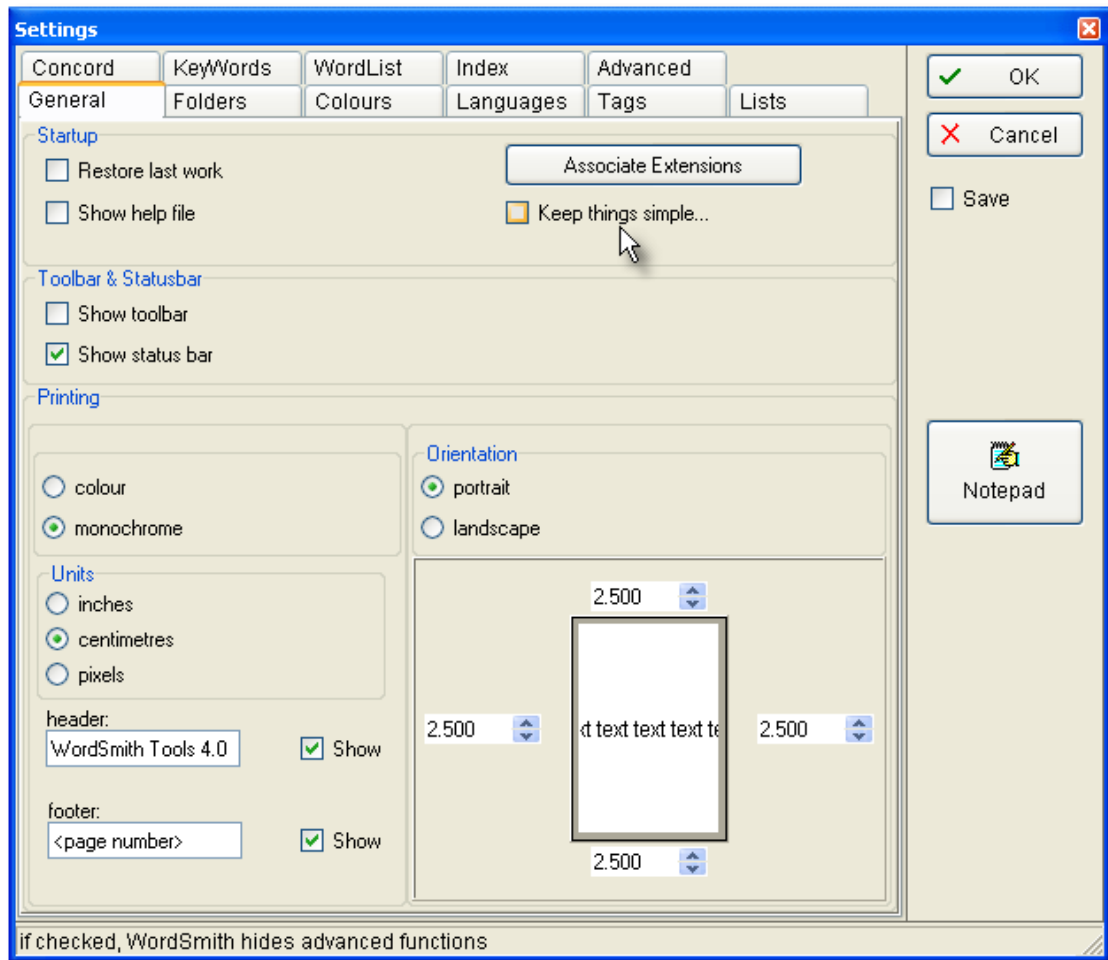 Settings
Concord KeyWords WordList Index Advanced
General Folders Colours Languages Tags Lists
OK
Cancel
Save
Startup
Restore last work
Associate Extensions
Show help file
Keep things simple...
Toolbar & Statusbar
Show toolbar
Show status bar
Printing
colour
monochrome
Orientation
portrait
landscape
Notepad
Units
inches
centimetres
pixels
header:
WordSmith Tools 4.0
Show
footer:
<page number>
Show
2.500
2.500
text text text
2.500
2.500
if checked, WordSmith hides advanced functions